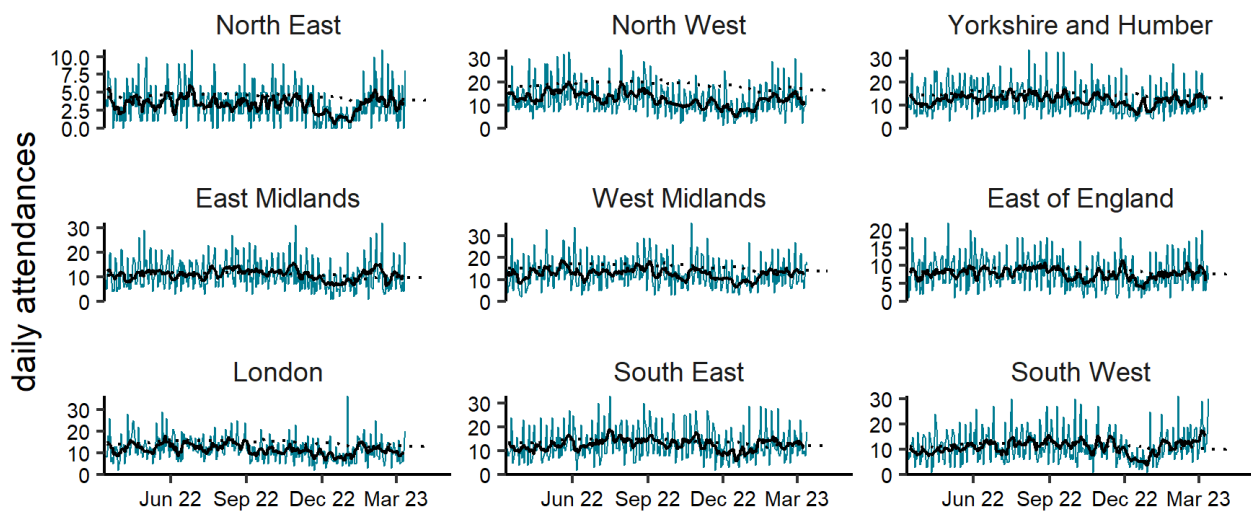 North East
North West
Yorkshire and Humber
10.0
7.5
5.0
2.5
0.0
30
20
10
0
30
20
10
0
daily attendances
East Midlands
West Midlands
East of England
30
20
10
0
30
20
10
0
20
15
10
5
0
London
South East
South West
30
20
10
0
30
20
10
0
30
20
10
0
Jun 22 Sep 22 Dec 22 Mar 23
Jun 22 Sep 22 Dec 22 Mar 23
Jun 22 Sep 22 Dec 22 Mar 23